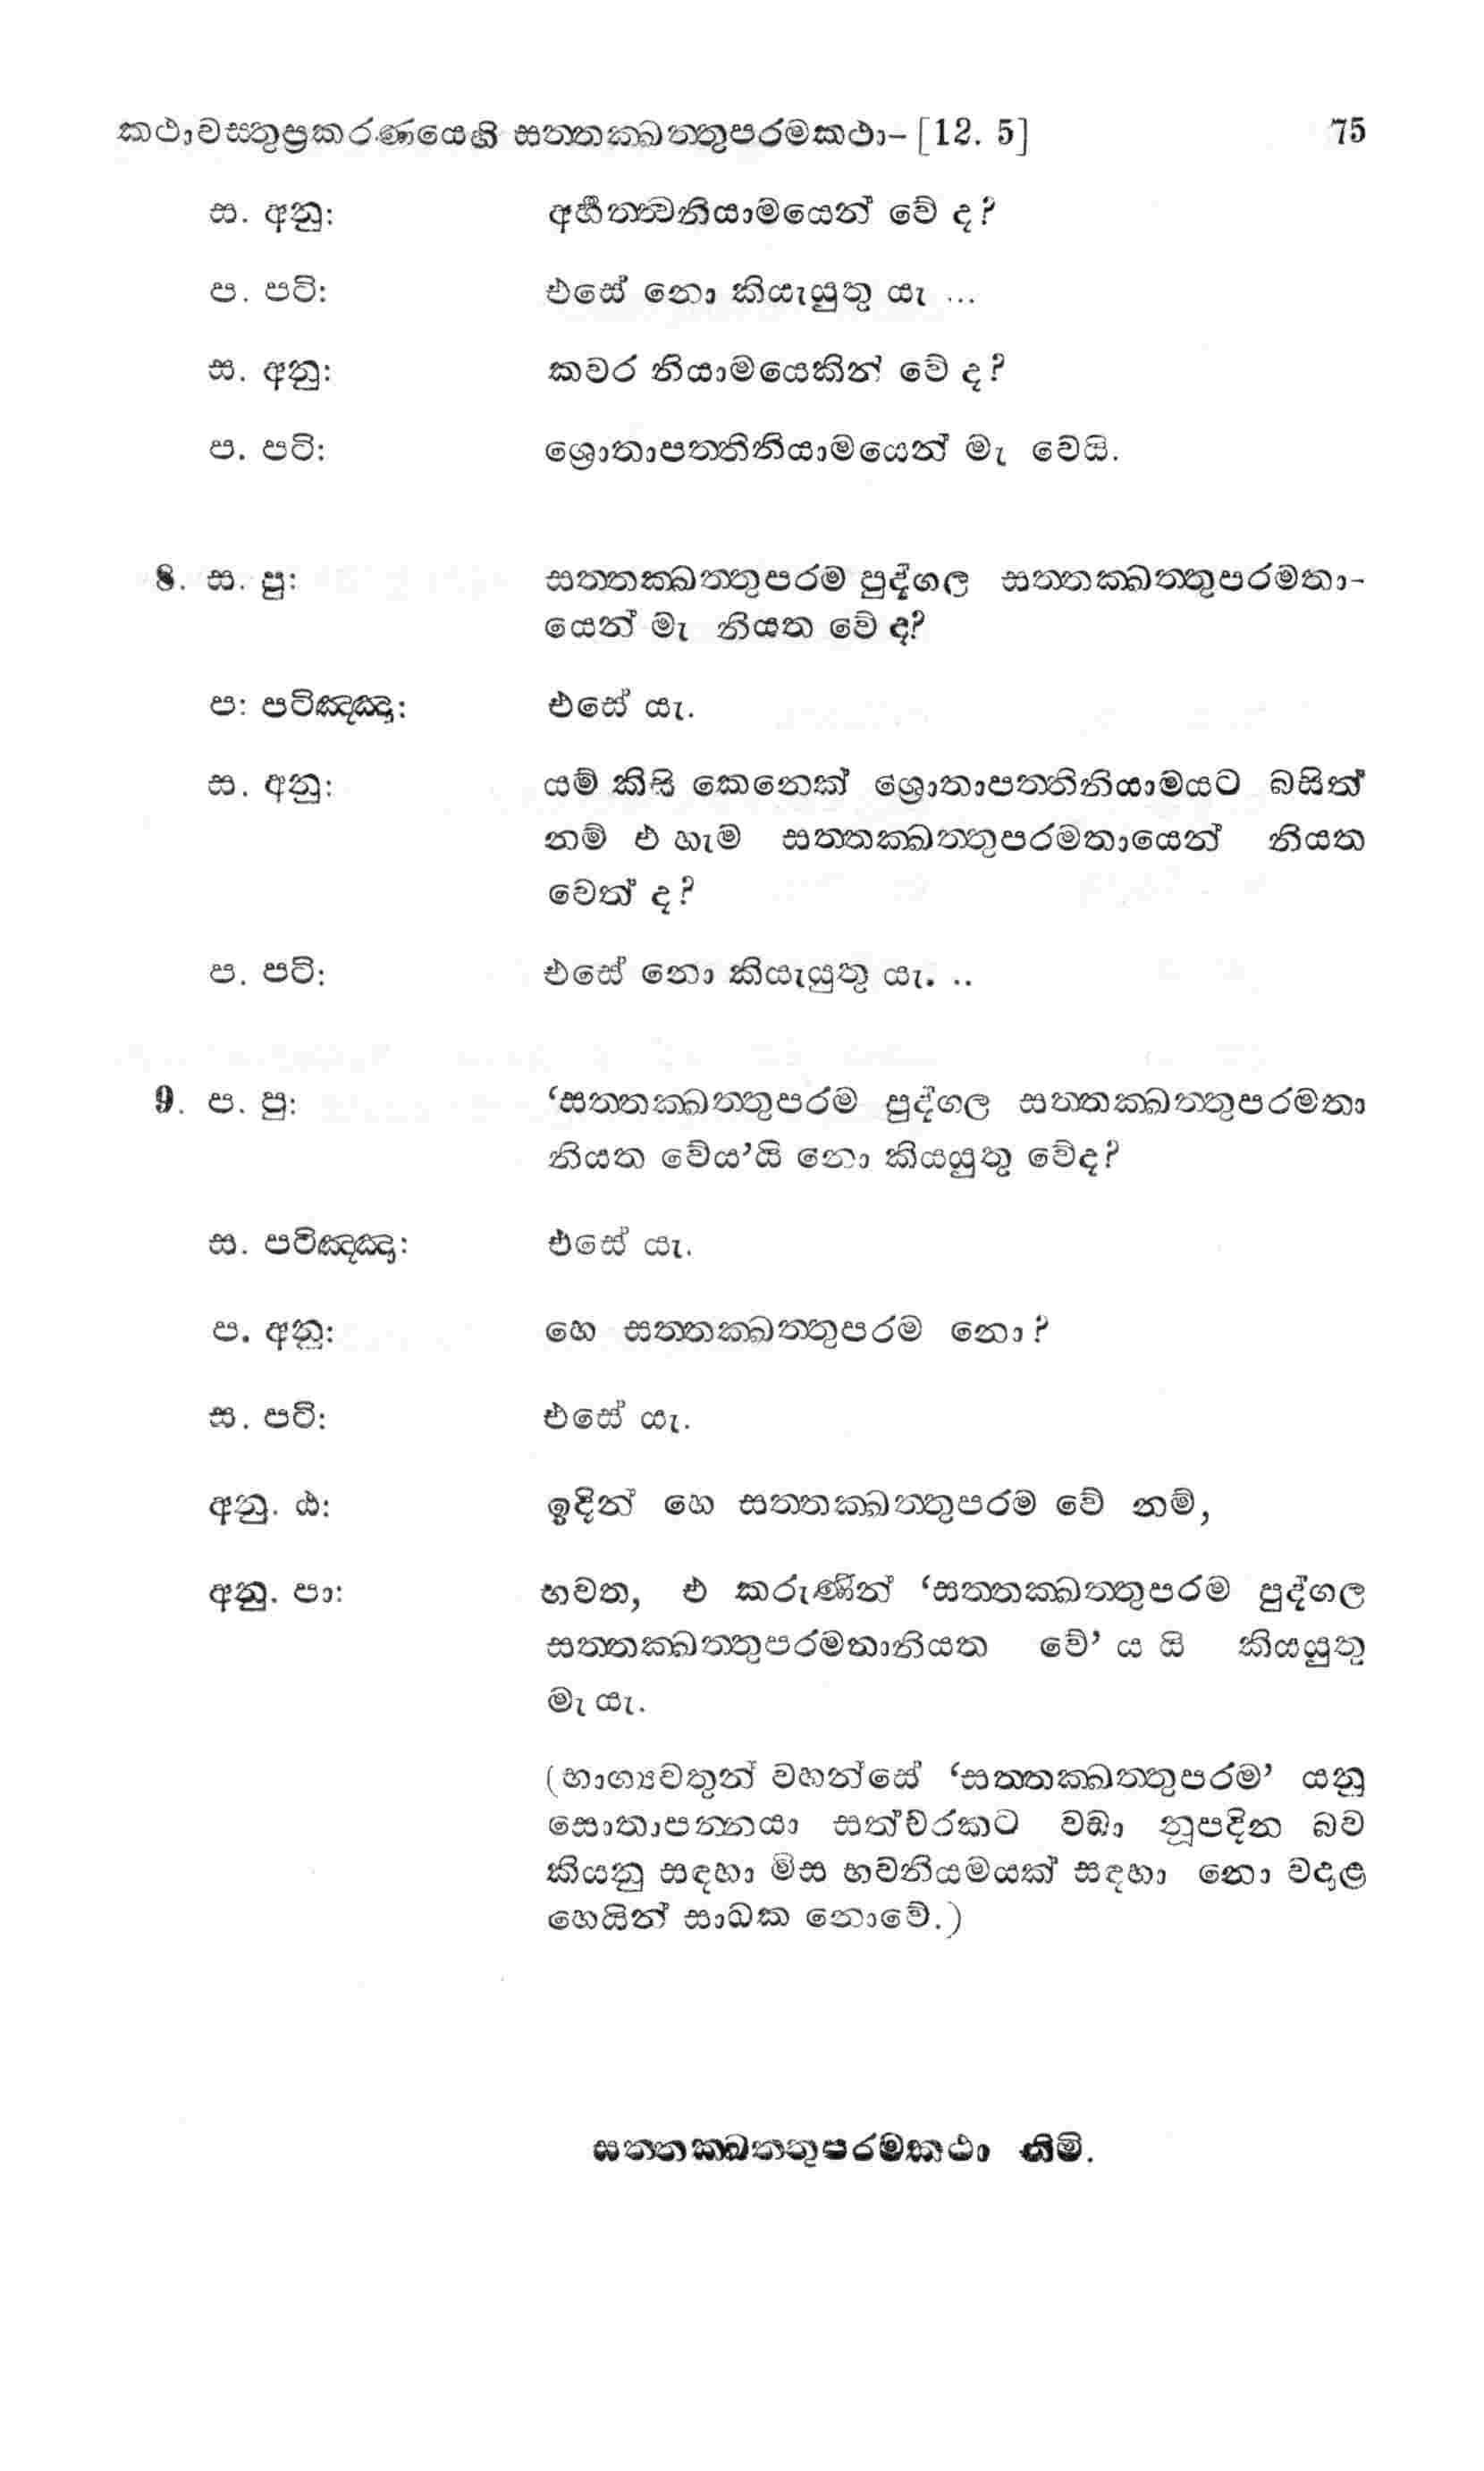 කථාවස්තුප්‍රකරණයෙහි සත්තක්ඛත්තුපරමකථා– [12. 5] 75
ස. අනු: අර්හත්ත්වනියාමයෙන් වේ ද?
ප. පටි: එසේ නො කියැයුතු යැ ...
ස. අනු: කවර නියාමයෙකින් වේ ද?
ප. පටි: ශ්‍රොතාපත්තිනියාමයෙන් මැ වෙයි.
8. ස. පු: සත්තක්ඛත්තුපරම පුද්ගල සත්තක්ඛත්තුපරමතා-
යෙන් මැ නියත වේ ද?
ප: පටිඤ්ඤා: එසේ යැ.
ස. අනු: යම් කිසි කෙනෙක් ශ්‍රොතාපත්තිනියාමයට බසිත්
නම් එ හැම සත්තක්ඛත්තුපරමතායෙන් නියත
වෙත් ද?
ප. පටි: එසේ නො කියැයුතු යැ. ..
9. ප. පු: ‘සත්තක්ඛත්තුපරම පුද්ගල සත්තක්ඛත්තුපරමතා
නියත වේය’යි නො කියයුතු වේද?
ස. පටිඤ්ඤා: එසේ යැ.
ප. අනු: හෙ සත්තක්ඛත්තුපරම නො?
ස. පටි: එසේ යැ.
අනු. ඨ: ඉදින් හෙ සත්තක්ඛත්තුපරම වේ නම්,
අනු. පා: භවත, එ කරුණින් ‘සත්තක්ඛත්තුපරම පුද්ගල
සත්තක්ඛත්තුපරමතානියත වේ’ ය යි කියයුතු
මැ යැ.
(භාග්‍යවතුන් වහන්සේ ‘සත්තක්ඛත්තුපරම’ යනු
සොතාපන්නයා සත්වරකට වඩා නූපදින බව
කියනු සඳහා මිස භවනියමයක් සඳහා නො වදාළ
හෙයින් සාධක නොවේ.)
සත්තක්ඛත්තුපරමකථා නිමි.